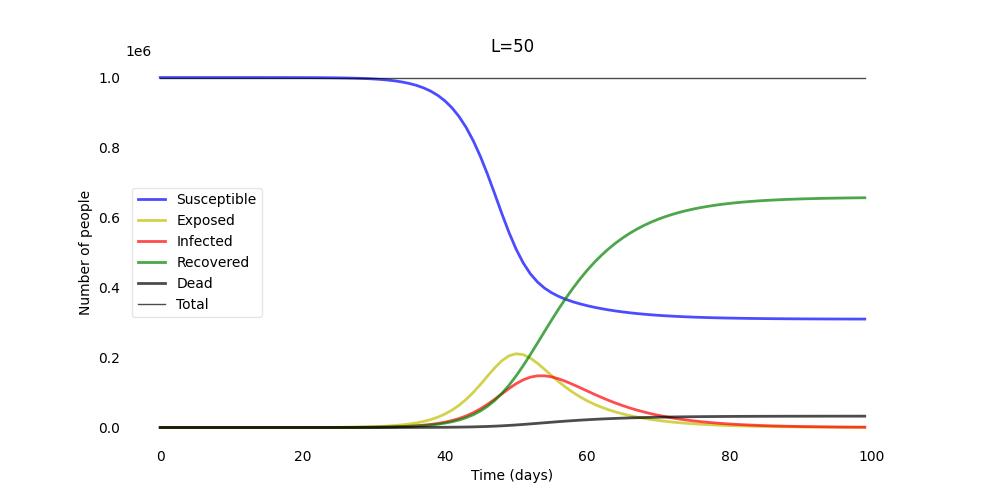 L=50
1e6
1.0
0.8
0.6
0.4
0.2
0.0
Number of people
Susceptible
Exposed
Infected
Recovered
Dead
Total
0 20 40 60 80 100
Time (days)